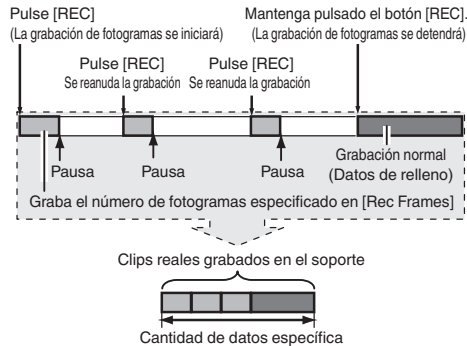 Pulse [REC]
(La grabación de fotogramas se iniciará)
Mantenga pulsado el botón [REC].
(La grabación de fotogramas se detendrá)
Pulse [REC]
Se reanuda la grabación
Pulse [REC]
Se reanuda la grabación
Pausa
Pausa
Pausa
Grabación normal
(Datos de relleno)
Graba el número de fotogramas especificado en [Rec Frames]
Clips reales grabados en el soporte
Cantidad de datos específica